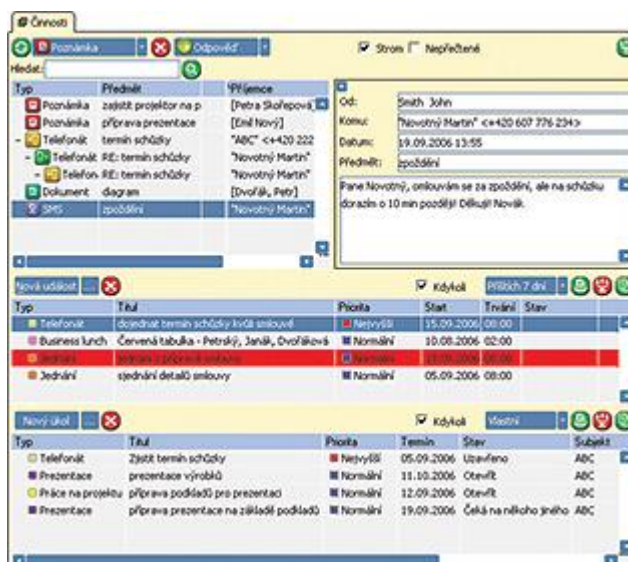 Činnosti
Poznámka Odpověď Strom Nepřečtené
Hledat:
Typ Předmět Příjemce
Poznámka zajistit projektor na p [Petra Skořepová,
Poznámka příprava prezentace [Emil Nový]
Telefonát termín schůzky "ABC" <+420 222
Telefonát RE: termín schůzky "Novotný Martin"
Telefon RE: termín schůzky "Novotný Martin"
Dokument diagram [Dvořák, Petr]
SMS zpoždění "Novotný Martin"
Od: Smith John
Komu: "Novotný Martin" <+420 607 776 234>
Datum: 19.09.2006 13:55
Předmět: zpoždění
Pane Novotný, omlouvám se za zpoždění, ale na schůzku
dorazím o 10 min později! Děkuji! Novák.
Nová událost ... Kdykoli Příštích 7 dní
Typ Titul Priorita Start Trvání Stav
Telefonát dojednat termín schůzky kvůli smlouvě Nejvyšší 15.09.2006 00:00
Business lunch Červená tabulka - Petrský, Janák, Dvořáková Normální 10.08.2006 02:00
Jednání Normální
Jednání sjednání detailů smlouvy Normální 05.09.2006 08:00
Nový úkol ... Kdykoli Vlastní
Typ Titul Priorita Termín Stav Subjekt
Telefonát Zjistit termín schůzky Nejvyšší 05.09.2006 Uzavřeno ABC
Prezentace prezentace výrobků Normální 11.10.2006 Otevřít ABC
Práce na projektu příprava podkladů pro prezentaci Normální 12.09.2006 Otevřít ABC
Prezentace příprava prezentace na základě podkladů Normální 19.09.2006 Čeká na někoho jiného ABC